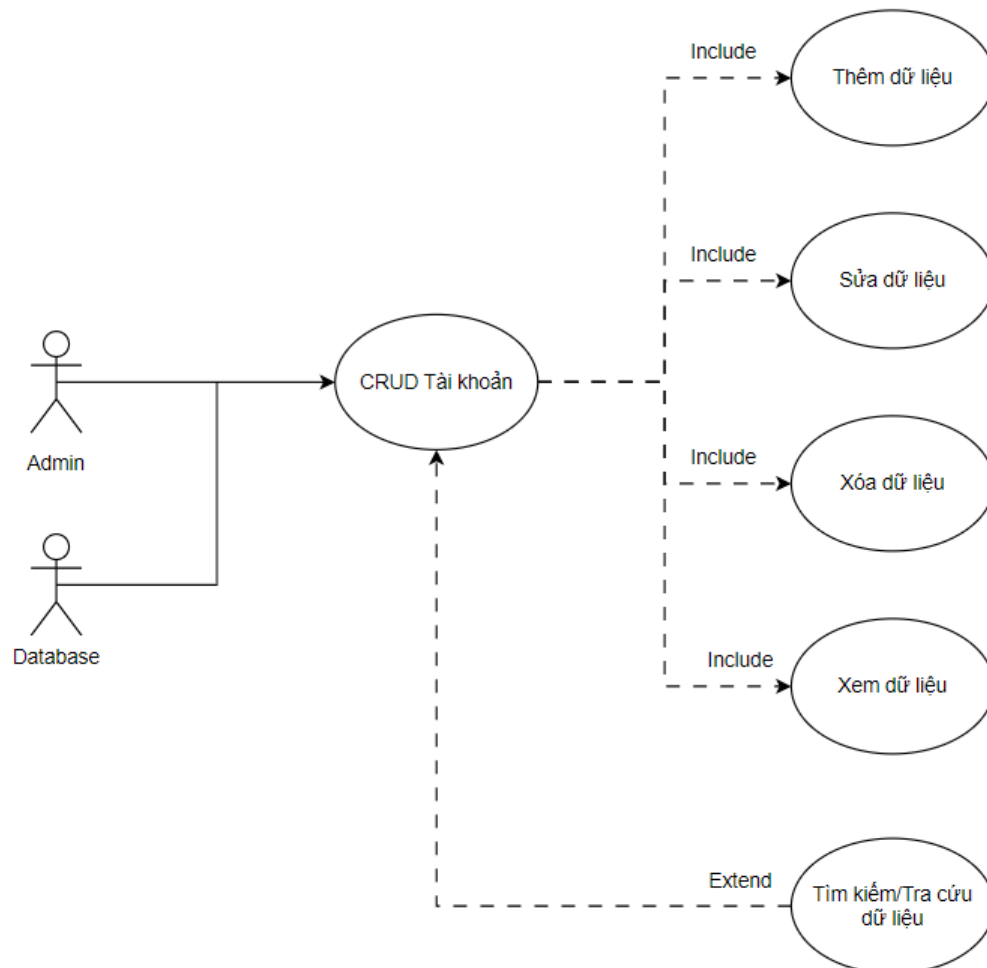 Include
Thêm dữ liệu
Include
Sửa dữ liệu
CRUD Tài khoản
Admin
Include
Xóa dữ liệu
Database
Include
Xem dữ liệu
Extend
Tìm kiếm/Tra cứu
dữ liệu